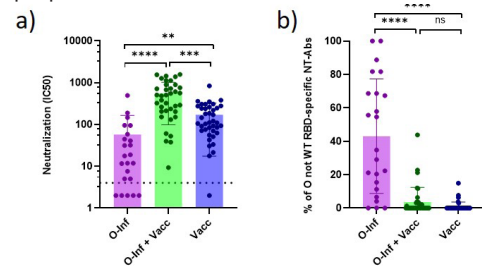 a)
**
****
***
10000
1000
100
10
1
Neutralization (IC50)
O-Inf
O-Inf + Vacc
Vacc
b)
****
****
ns
100
80
60
40
20
0
% of O not WT RBD-specific NT-Abs
O-Inf
O-Inf + Vacc
Vacc